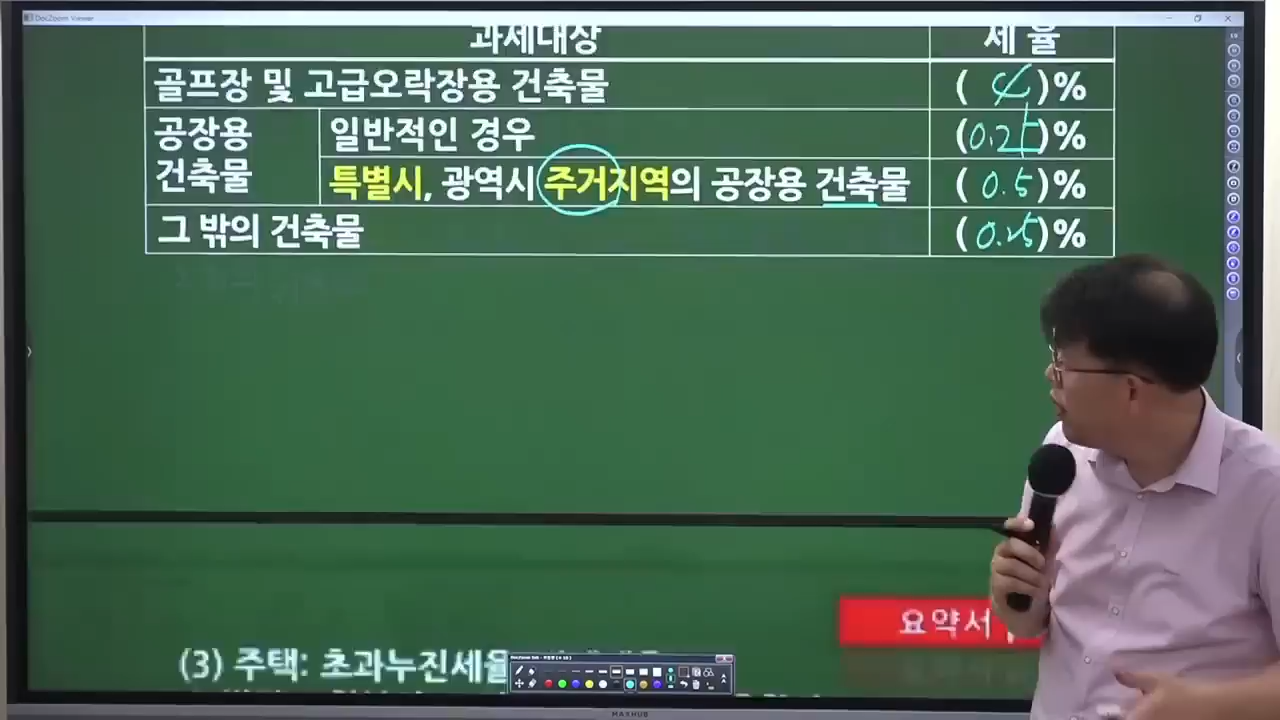 DocZoom Viewer
과세대상 세 율
골프장 및 고급오락장용 건축물 ( 4 )%
공장용 건축물 일반적인 경우 (0.25)%
특별시, 광역시 주거지역의 공장용 건축물 ( 0.5 )%
그 밖의 건축물 ( 0.25)%
요약서
(3) 주택: 초과누진세율
MAXHUB